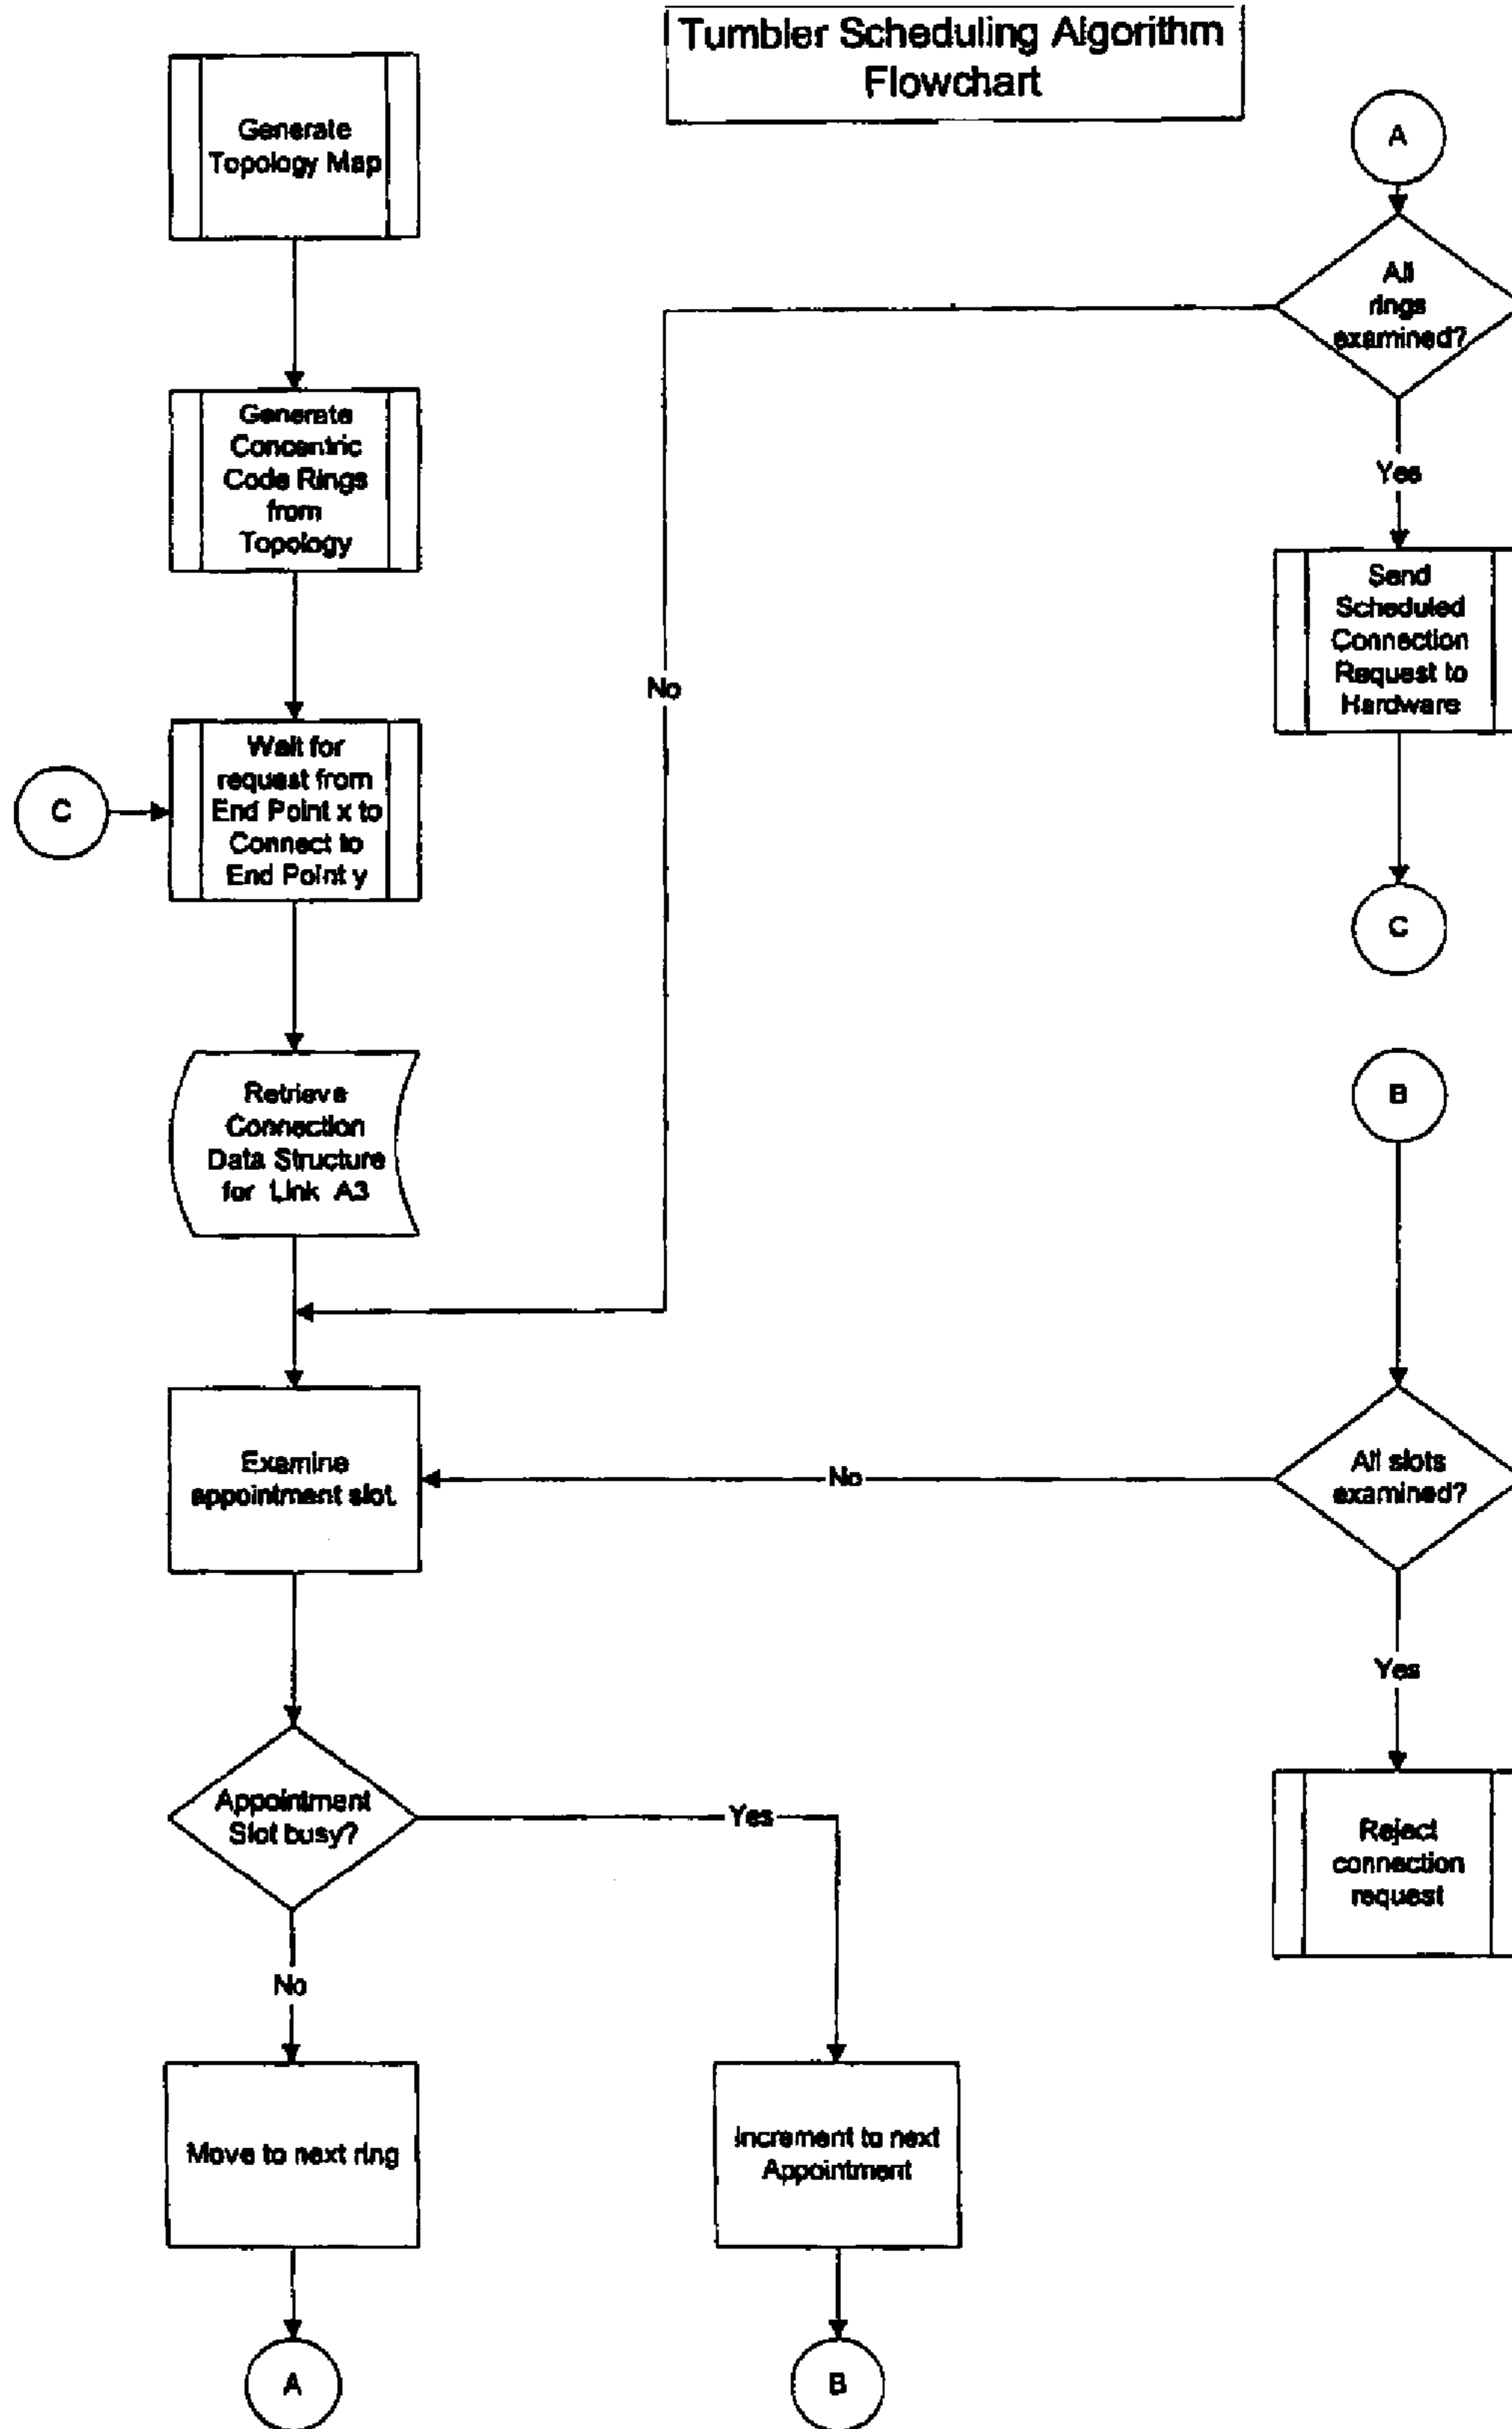 Tumbler Scheduling Algorithm
Flowchart
Generate
Topology Map
Generate
Concentric
Code Rings
from
Topology
C
Wait for
request from
End Point x to
Connect to
End Point y
Retrieve
Connection
Data Structure
for Link A3
Examine
appointment slot.
Appointment
Slot busy?
Yes
No
Move to next ring
Increment to next
Appointment
A
B
A
All
rings
examined?
No
Yes
Send
Scheduled
Connection
Request to
Hardware
C
B
All slots
examined?
No
Yes
Reject
connection
request